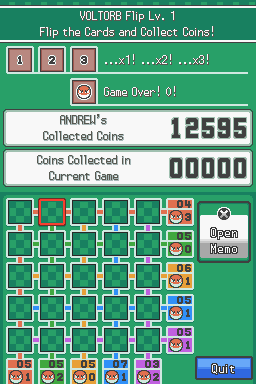 VOLTORB Flip Lv. 1
Flip the Cards and Collect Coins!
1 2 3 ...x1! ...x2! ...x3!
Game Over! 0!
ANDREW's
Collected Coins
12595
Coins Collected in
Current Game
00000
04
3
05
0
06
1
05
1
05
1
Open
Memo
05 05 05 07 03
1 2 0 1 2
Quit